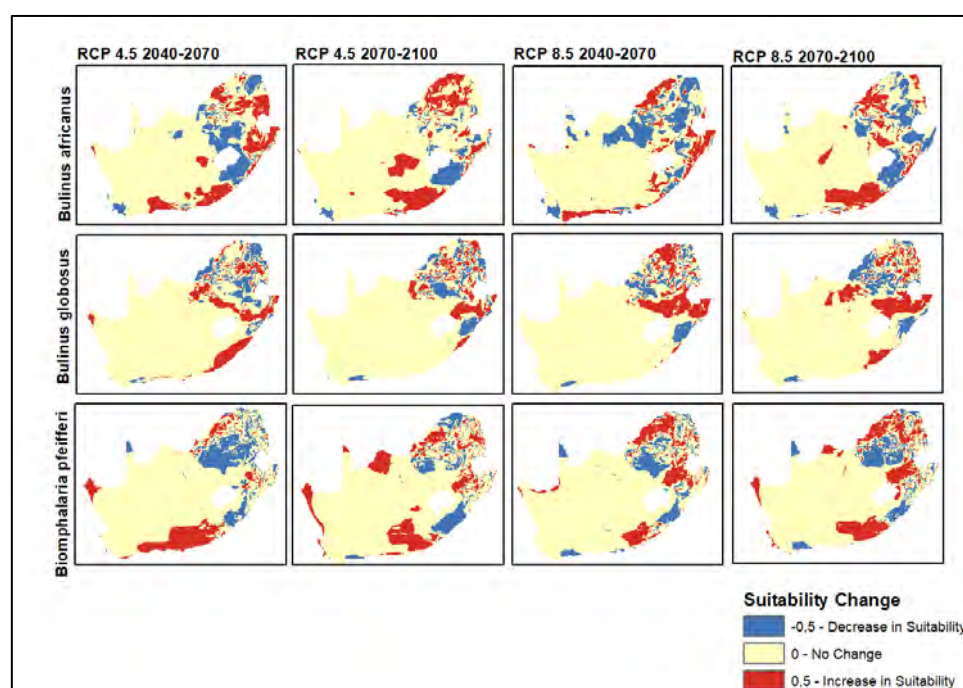 RCP 4.5 2040-2070
RCP 4.5 2070-2100
RCP 8.5 2040-2070
RCP 8.5 2070-2100
Bulinus africanus
Bulinus globosus
Biomphalaria pfeifferi
Suitability Change
-0,5 - Decrease in Suitability
0 - No Change
0,5 - Increase in Suitability